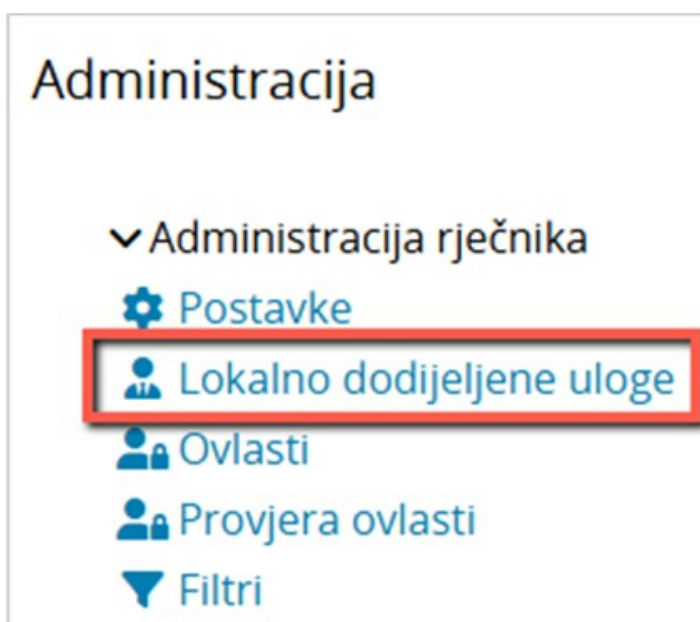 Administracija
Administracija rječnika
Postavke
Lokalno dodijeljene uloge
Ovlasti
Provjera ovlasti
Filtri